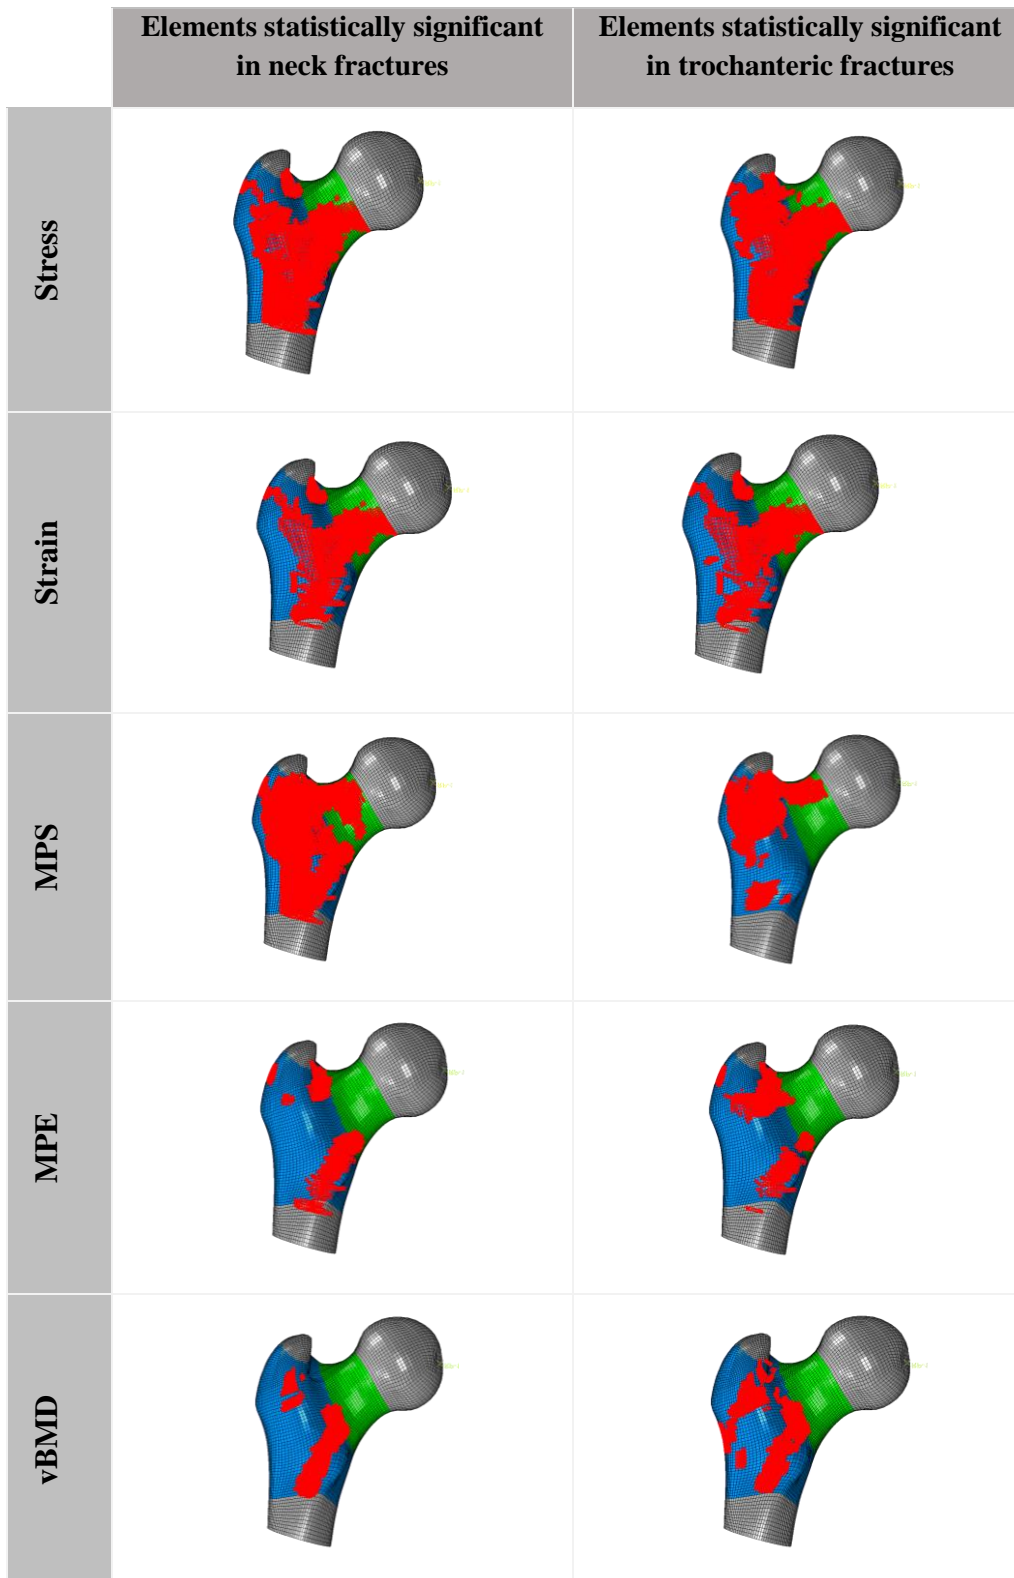 Elements statistically significant
in neck fractures
Elements statistically significant
in trochanteric fractures
Stress
Strain
MPS
MPE
vBMD